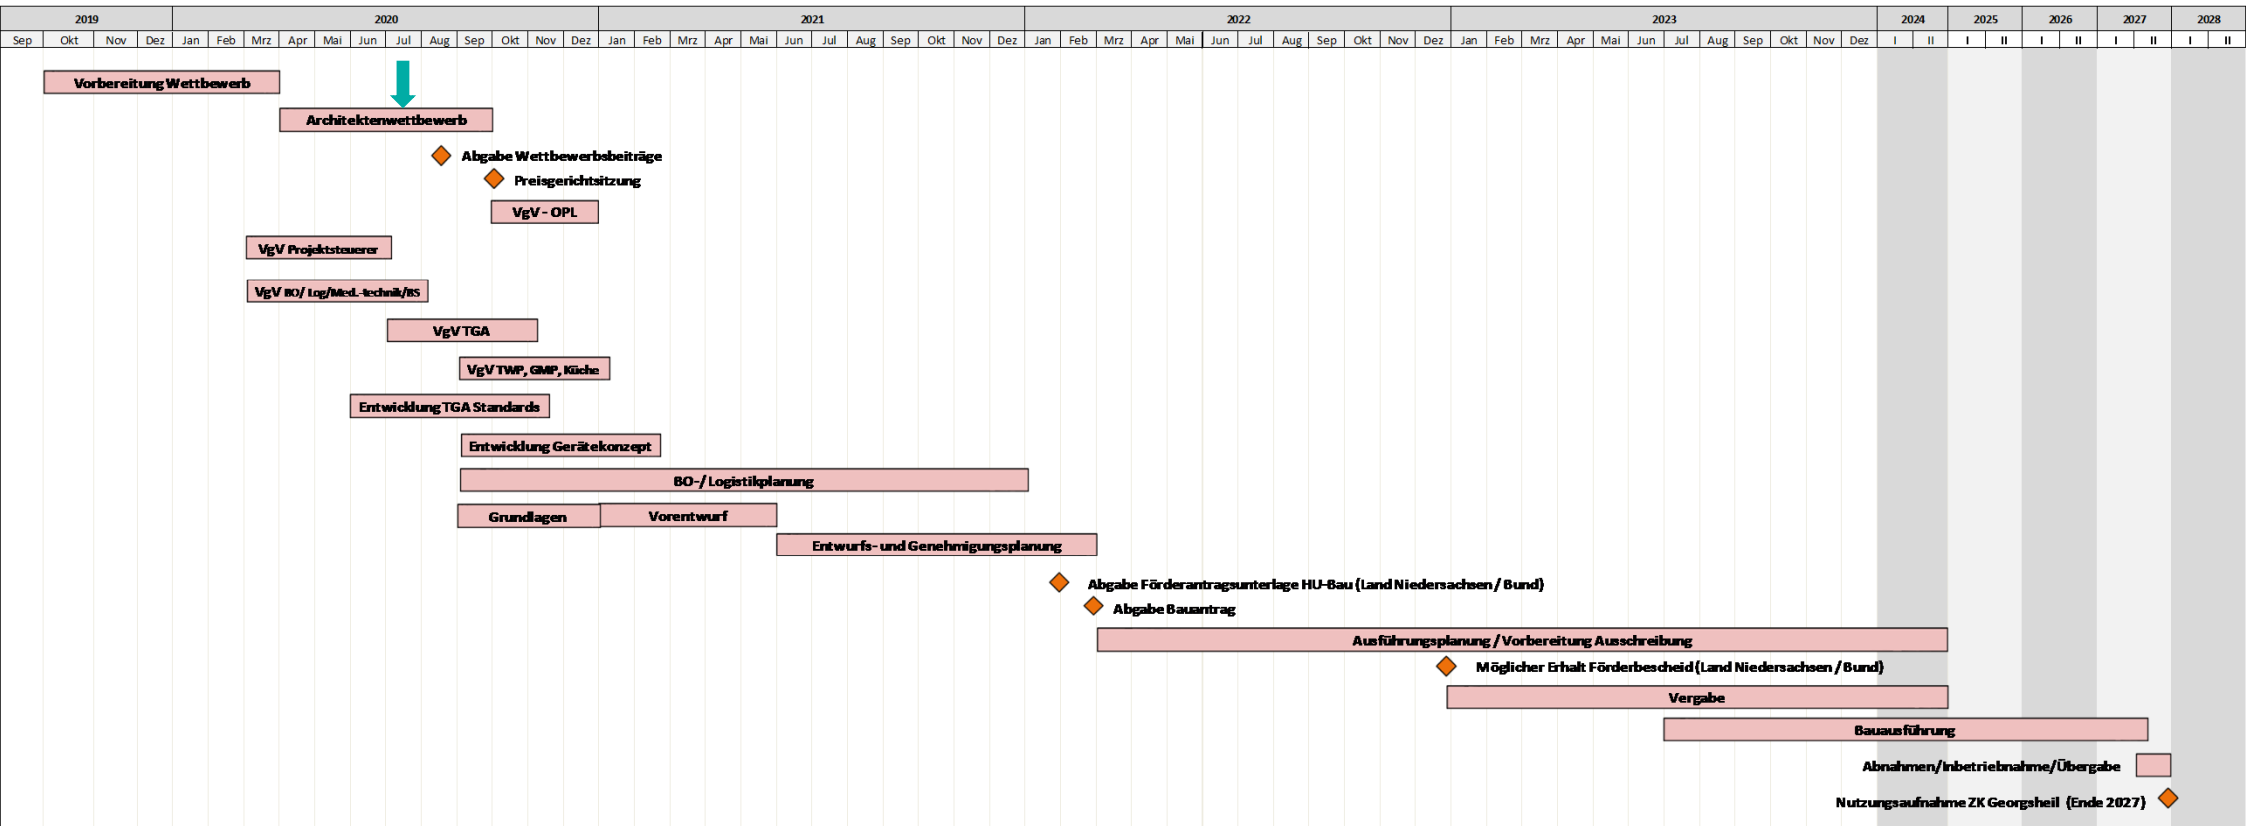 2019 2020 2021 2022 2023 2024 2025 2026 2027 2028
Sep Okt Nov Dez Jan Feb Mrz Apr Mai Jun Jul Aug Sep Okt Nov Dez Jan Feb Mrz Apr Mai Jun Jul Aug Sep Okt Nov Dez Jan Feb Mrz Apr Mai Jun Jul Aug Sep Okt Nov Dez Jan Feb Mrz Apr Mai Jun Jul Aug Sep Okt Nov Dez I II I II I II I II I II
Vorbereitung Wettbewerb
Architektenwettbewerb
Abgabe Wettbewerbsbeiträge
Preisgerichtsitzung
VgV - OPL
VgV Projektsteuerer
VgV BO/ Log/Med.-technik/BS
VgV TGA
VgV TWP, GMP, Küche
Entwicklung TGA Standards
Entwicklung Gerätekonzept
BO-/ Logistikplanung
Grundlagen Vorentwurf
Entwurfs- und Genehmigungsplanung
Abgabe Förderantragsunterlage HU-Bau (Land Niedersachsen / Bund)
Abgabe Bauantrag
Ausführungsplanung / Vorbereitung Ausschreibung
Möglicher Erhalt Förderbescheid (Land Niedersachsen / Bund)
Vergabe
Bauausführung
Abnahmen/Inbetriebnahme/Übergabe
Nutzungsaufnahme ZK Georgsheil (Ende 2027)